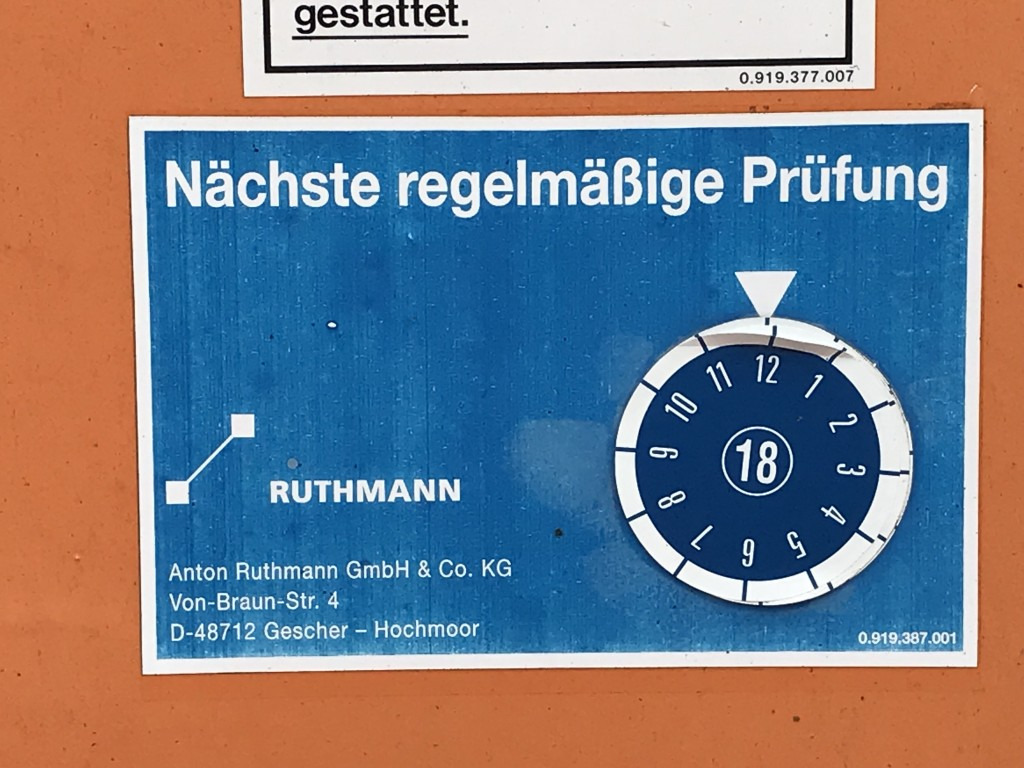 gestattet.
0.919.377.007
Nächste regelmäßige Prüfung
12
1
2
3
4
5
6
7
8
9
10
11
18
RUTHMANN
Anton Ruthmann GmbH & Co. KG
Von-Braun-Str. 4
D-48712 Gescher – Hochmoor
0.919.387.001